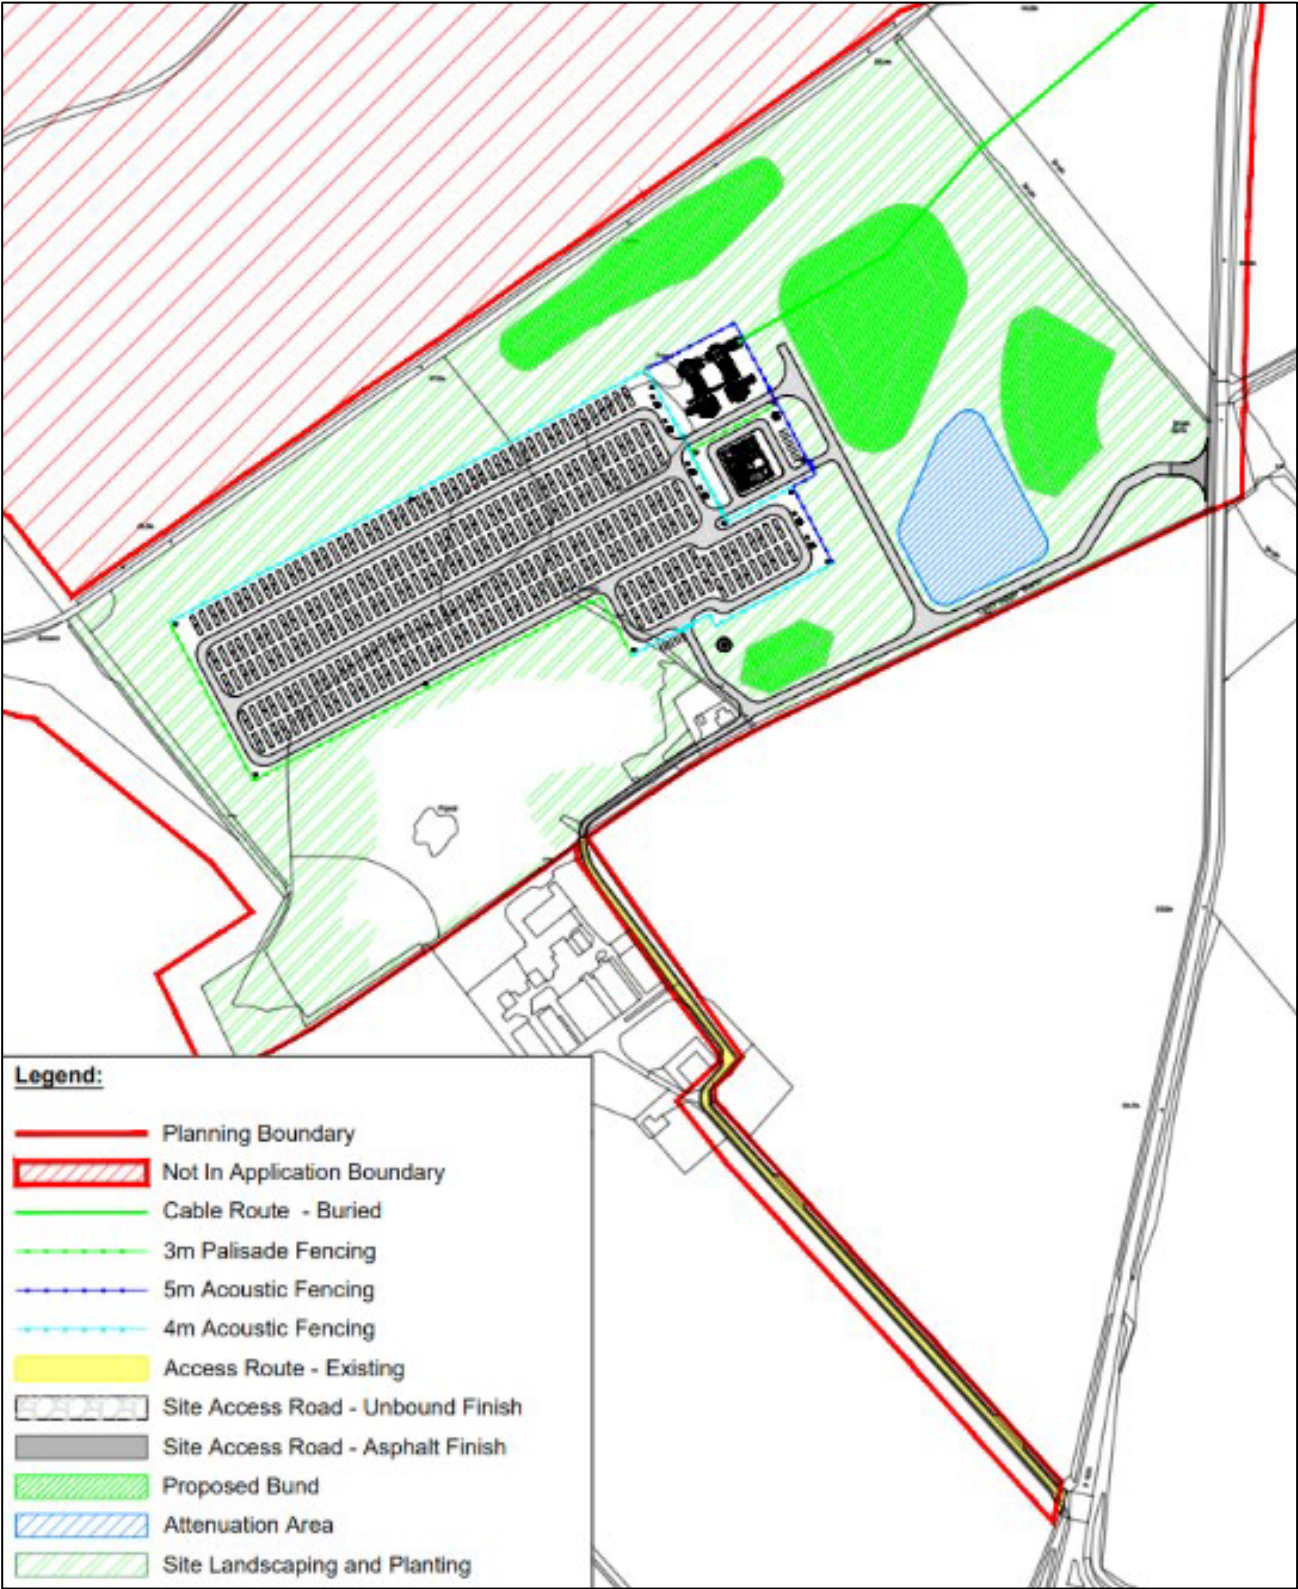 Legend:
Planning Boundary
Not In Application Boundary
Cable Route - Buried
3m Palisade Fencing
5m Acoustic Fencing
4m Acoustic Fencing
Access Route - Existing
Site Access Road - Unbound Finish
Site Access Road - Asphalt Finish
Proposed Bund
Attenuation Area
Site Landscaping and Planting